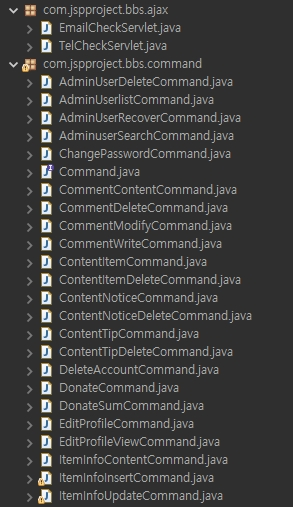 com.jspproject.bbs.ajax
EmailCheckServlet.java
TelCheckServlet.java
com.jspproject.bbs.command
AdminUserDeleteCommand.java
AdminUserlistCommand.java
AdminUserRecoverCommand.java
AdminuserSearchCommand.java
ChangePasswordCommand.java
Command.java
CommentContentCommand.java
CommentDeleteCommand.java
CommentModifyCommand.java
CommentWriteCommand.java
ContentItemCommand.java
ContentItemDeleteCommand.java
ContentNoticeCommand.java
ContentNoticeDeleteCommand.java
ContentTipCommand.java
ContentTipDeleteCommand.java
DeleteAccountCommand.java
DonateCommand.java
DonateSumCommand.java
EditProfileCommand.java
EditProfileViewCommand.java
ItemInfoContentCommand.java
ItemInfoInsertCommand.java
ItemInfoUpdateCommand.java